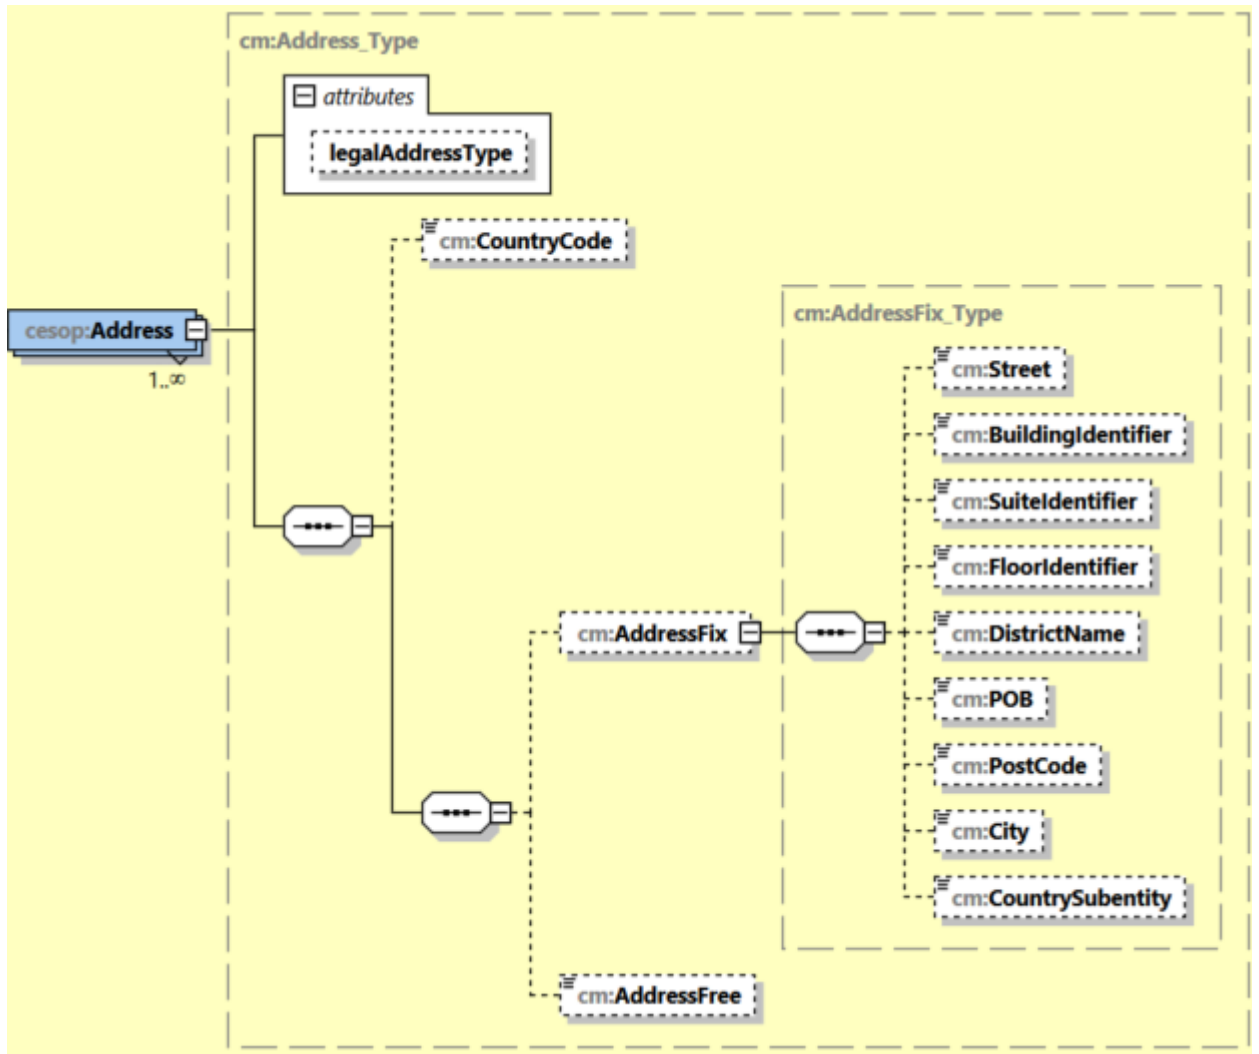 cm:Address_Type
attributes
legalAddressType
cm:CountryCode
cesop:Address
1..∞
cm:AddressFix_Type
cm:Street
cm:BuildingIdentifier
cm:SuiteIdentifier
cm:FloorIdentifier
cm:AddressFix
cm:DistrictName
cm:POB
cm:PostCode
cm:City
cm:CountrySubentity
cm:AddressFree